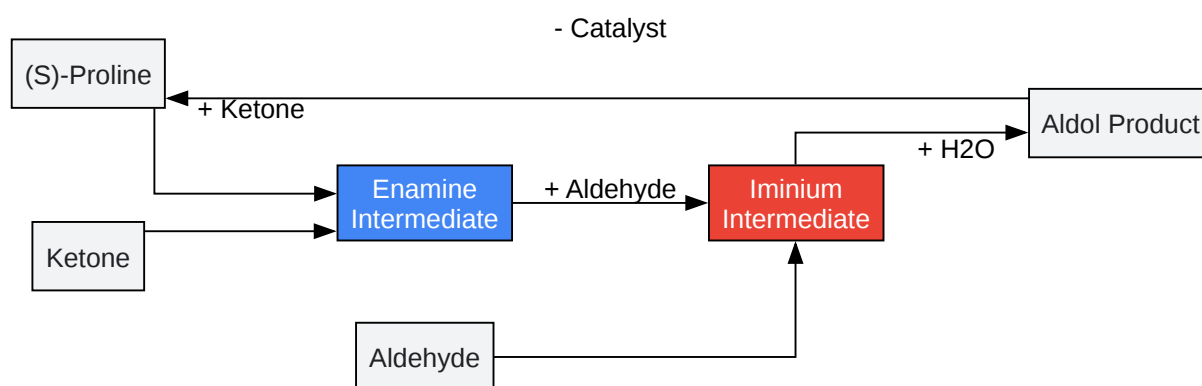 - Catalyst
(S)-Proline
+ Ketone
Aldol Product
+ H2O
Enamine
Intermediate
+ Aldehyde
Iminium
Intermediate
Ketone
Aldehyde